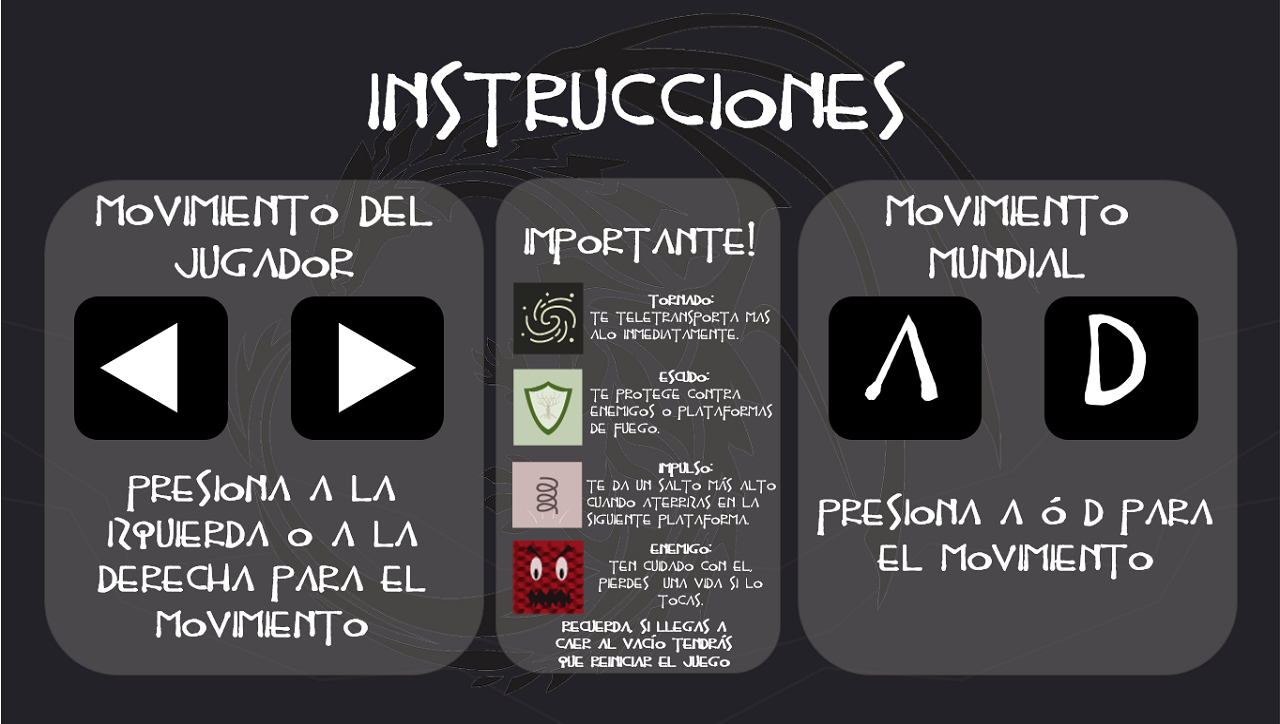 INSTRUCCIONES
MOVIMIENTO DEL
JUGADOR
PRESIONA A LA
IZQUIERDA O A LA
DERECHA PARA EL
MOVIMIENTO
IMPORTANTE!
TORNADO:
TE TELETRANSPORTA MAS
ALO INMEDIATAMENTE.
ESCUDO:
TE PROTEGE CONTRA
ENEMIGOS O PLATAFORMAS
DE FUEGO.
IMPULSO:
TE DA UN SALTO MÁS ALTO
CUANDO ATERRIZAS EN LA
SIGUIENTE PLATAFORMA.
ENEMIGO:
TEN CUIDADO CON EL,
PIERDES UNA VIDA SI LO
TOCAS.
RECUERDA, SI LLEGAS A
CAER AL VACÍO TENDRÁS
QUE REINICIAR EL JUEGO
MOVIMIENTO
MUNDIAL
A D
PRESIONA A Ó D PARA
EL MOVIMIENTO